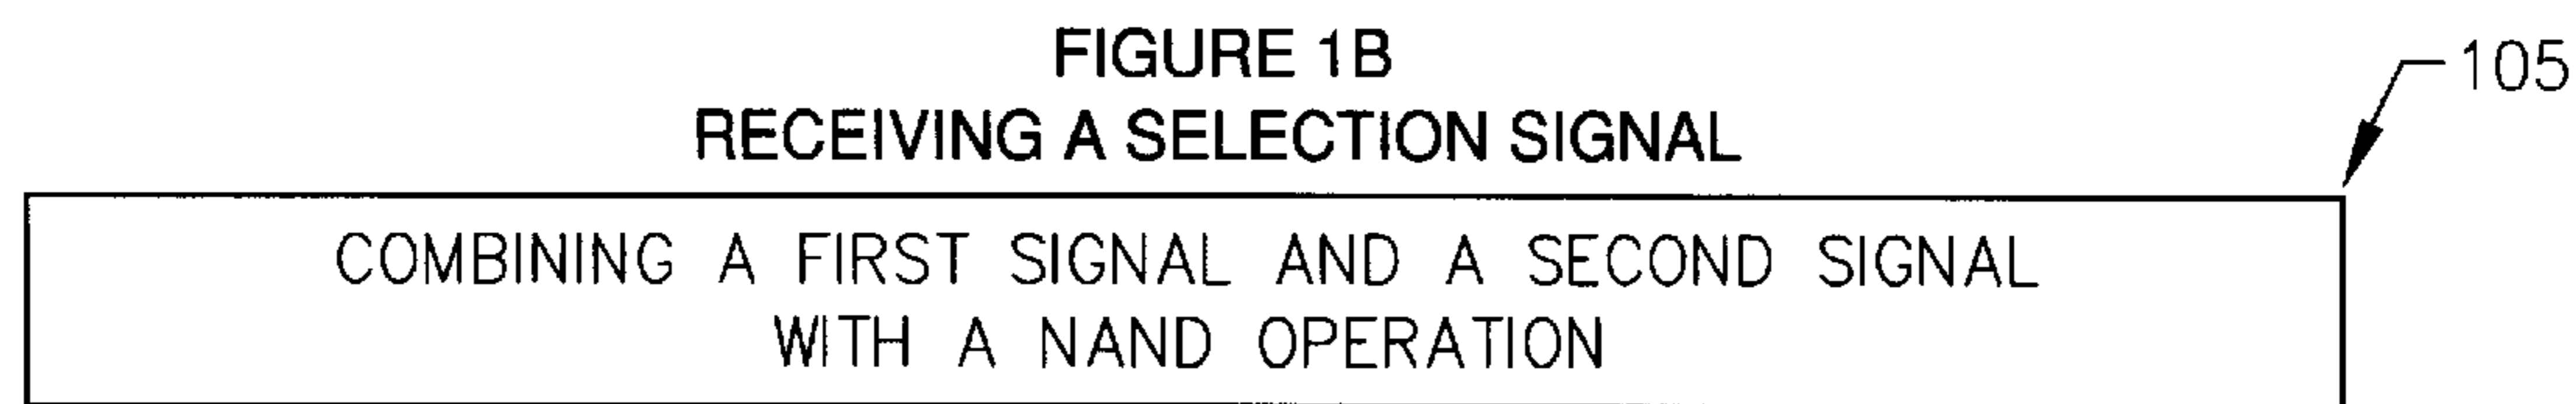 FIGURE 1B
105
RECEIVING A SELECTION SIGNAL
COMBINING A FIRST SIGNAL AND A SECOND SIGNAL
WITH A NAND OPERATION